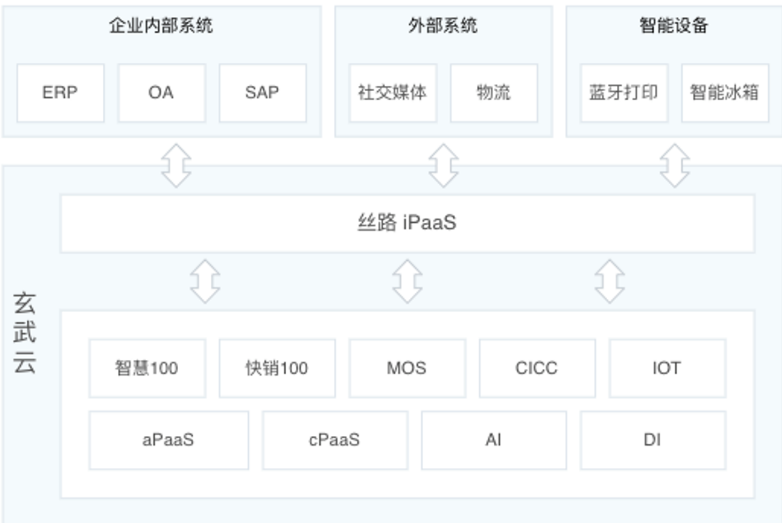 企业内部系统 外部系统 智能设备
ERP OA SAP 社交媒体 物流 蓝牙打印 智能冰箱
丝路 iPaaS
玄武云
智慧100 快销100 MOS CICC IOT
aPaaS cPaaS AI DI